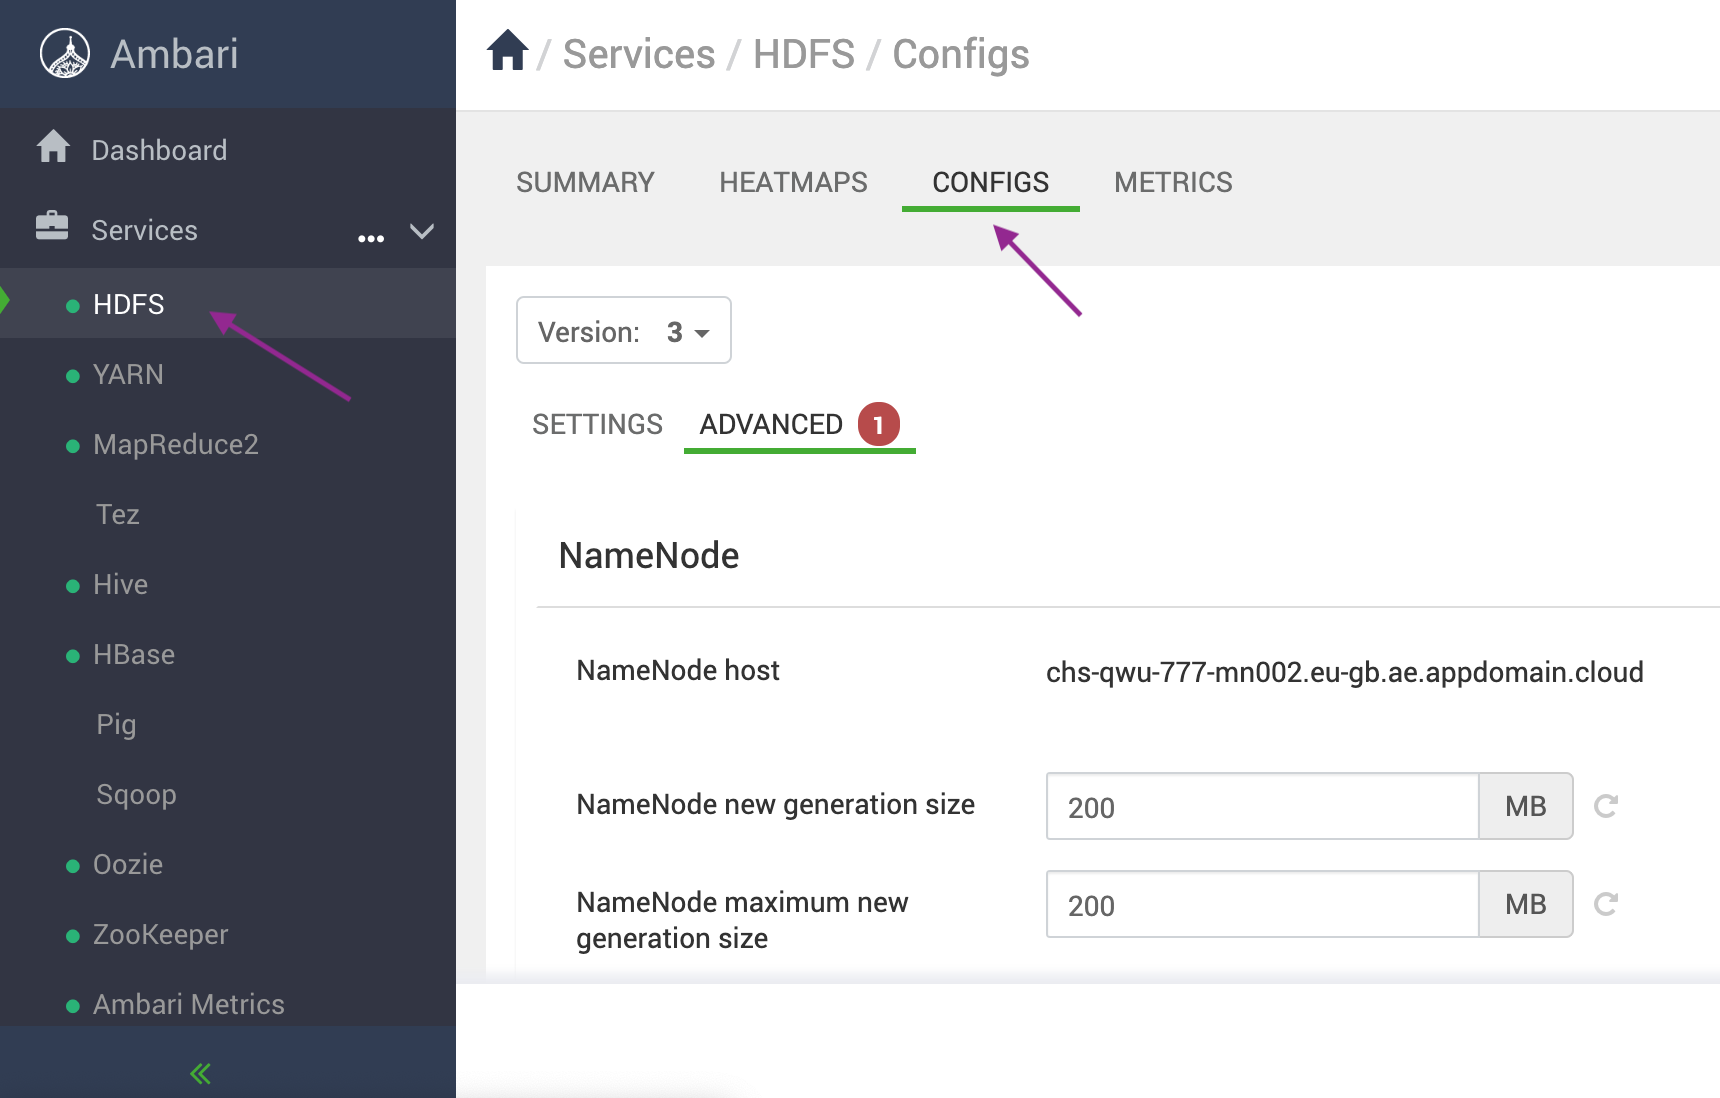 Ambari
Dashboard
Services
HDFS
YARN
MapReduce2
Tez
Hive
HBase
Pig
Sqoop
Oozie
ZooKeeper
Ambari Metrics
/ Services / HDFS / Configs
SUMMARY HEATMAPS CONFIGS METRICS
Version: 3
SETTINGS ADVANCED 1
NameNode
NameNode host chs-qwu-777-mn002.eu-gb.ae.appdomain.cloud
NameNode new generation size 200 MB
NameNode maximum new
generation size 200 MB